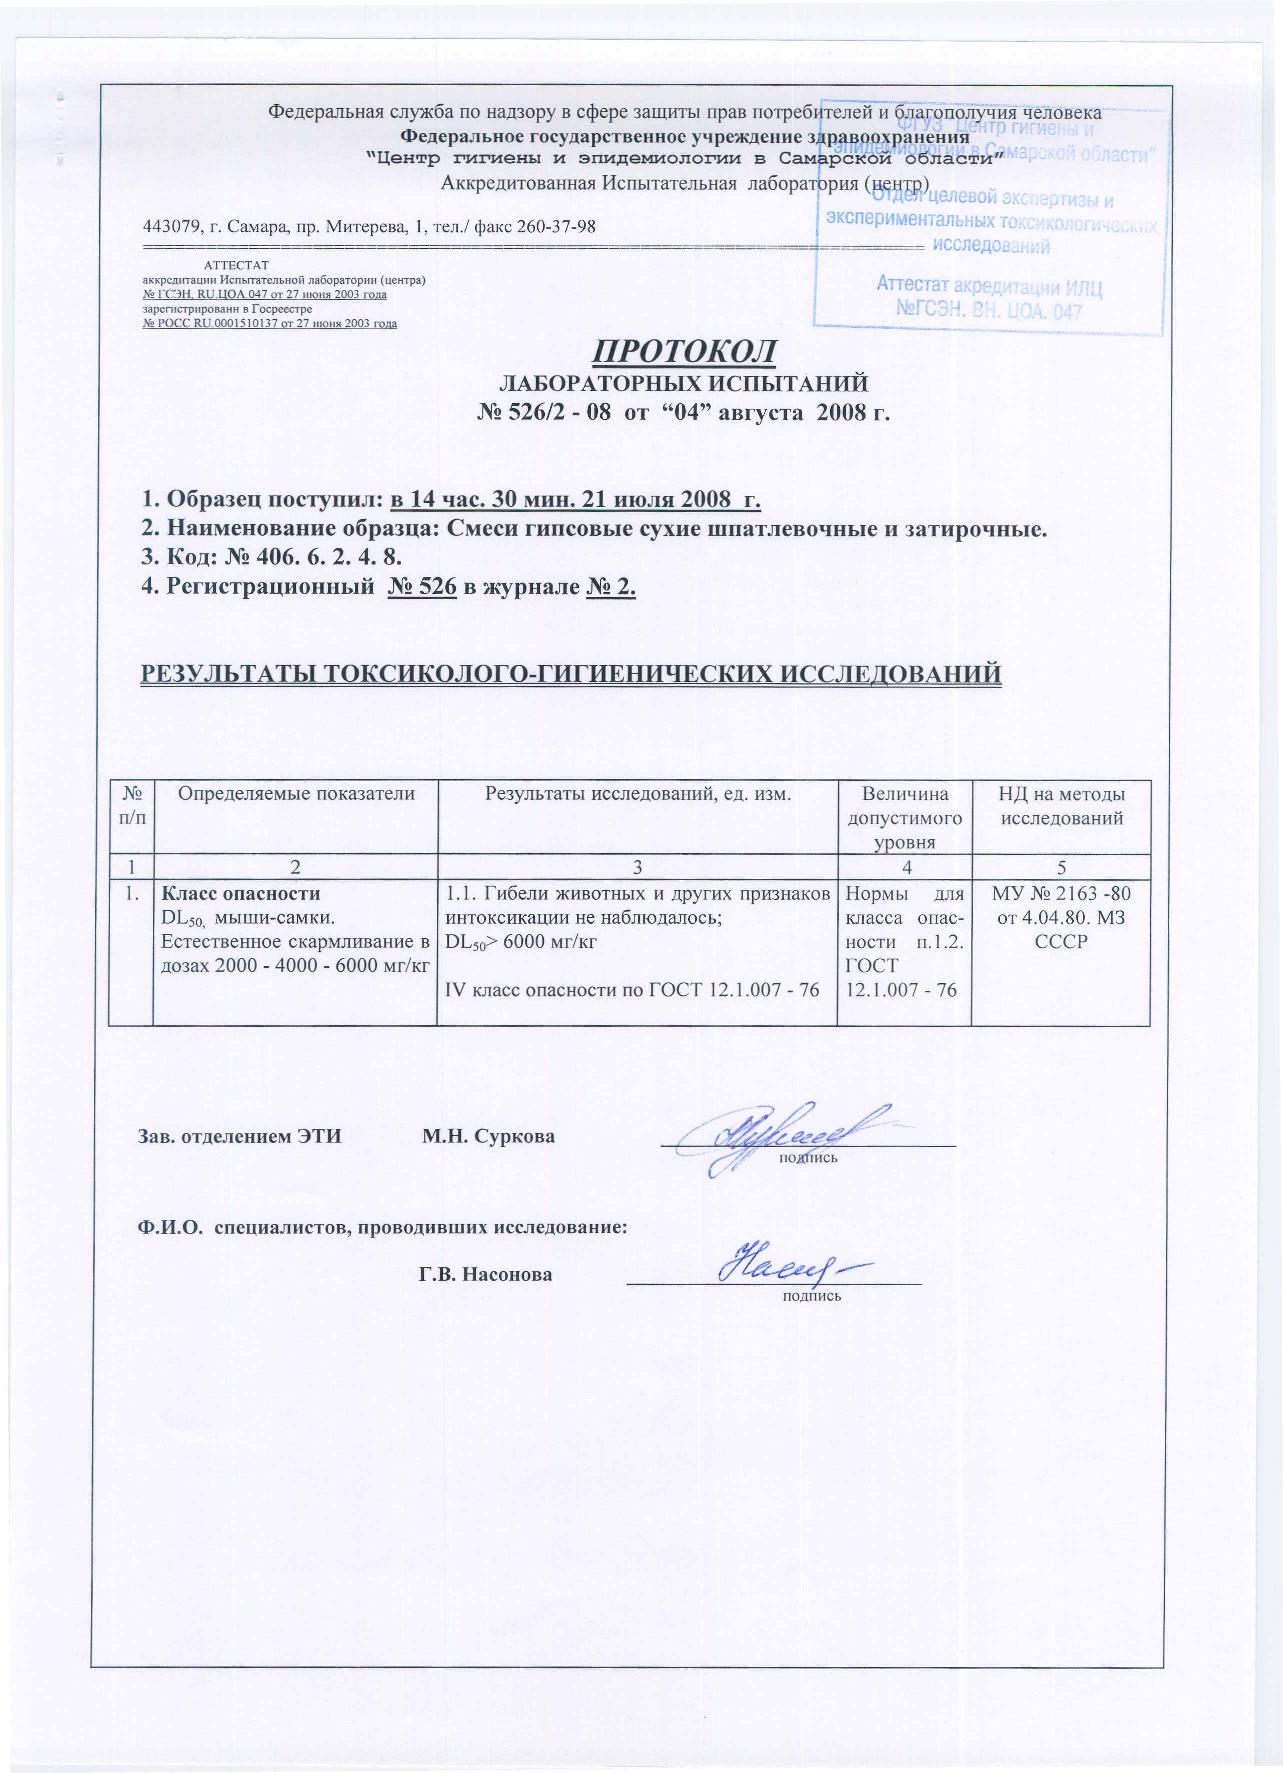 Федеральная служба по надзору в сфере защиты прав потребителей и благополучия человека
Федеральное государственное учреждение здравоохранения
“Центр гигиены и эпидемиологии в Самарской области”
Аккредитованная Испытательная лаборатория (центр)
ФГУЗ "Центр гигиены и
эпидемиологии в Самарской области"
Отдел целевой экспертизы и
экспериментальных токсикологических
исследований
Аттестат акредитации ИЛЦ
№ГСЭН. ВН. ЦОА. 047
443079, г. Самара, пр. Митерева, 1, тел./ факс 260-37-98
АТТЕСТАТ
аккредитации Испытательной лаборатории (центра)
№ ГСЭН, RU.ЦОА.047 от 27 июня 2003 года
зарегистрированн в Госреестре
№ РОСС RU.0001510137 от 27 июня 2003 года
ПРОТОКОЛ
ЛАБОРАТОРНЫХ ИСПЫТАНИЙ
№ 526/2 - 08 от “04” августа 2008 г.
1. Образец поступил: в 14 час. 30 мин. 21 июля 2008 г.
2. Наименование образца: Смеси гипсовые сухие шпатлевочные и затирочные.
3. Код: № 406. 6. 2. 4. 8.
4. Регистрационный № 526 в журнале № 2.
РЕЗУЛЬТАТЫ ТОКСИКОЛОГО-ГИГИЕНИЧЕСКИХ ИССЛЕДОВАНИЙ
№
п/п
Определяемые показатели
Результаты исследований, ед. изм.
Величина
допустимого
уровня
НД на методы
исследований
1 2 3 4 5
1.
Класс опасности
DL50, мыши-самки.
Естественное скармливание в
дозах 2000 - 4000 - 6000 мг/кг
1.1. Гибели животных и других признаков
интоксикации не наблюдалось;
DL50> 6000 мг/кг
IV класс опасности по ГОСТ 12.1.007 - 76
Нормы для
класса опас-
ности п.1.2.
ГОСТ
12.1.007 - 76
МУ № 2163 -80
от 4.04.80. МЗ
СССР
Зав. отделением ЭТИ М.Н. Суркова
подпись
Ф.И.О. специалистов, проводивших исследование:
Г.В. Насонова
подпись